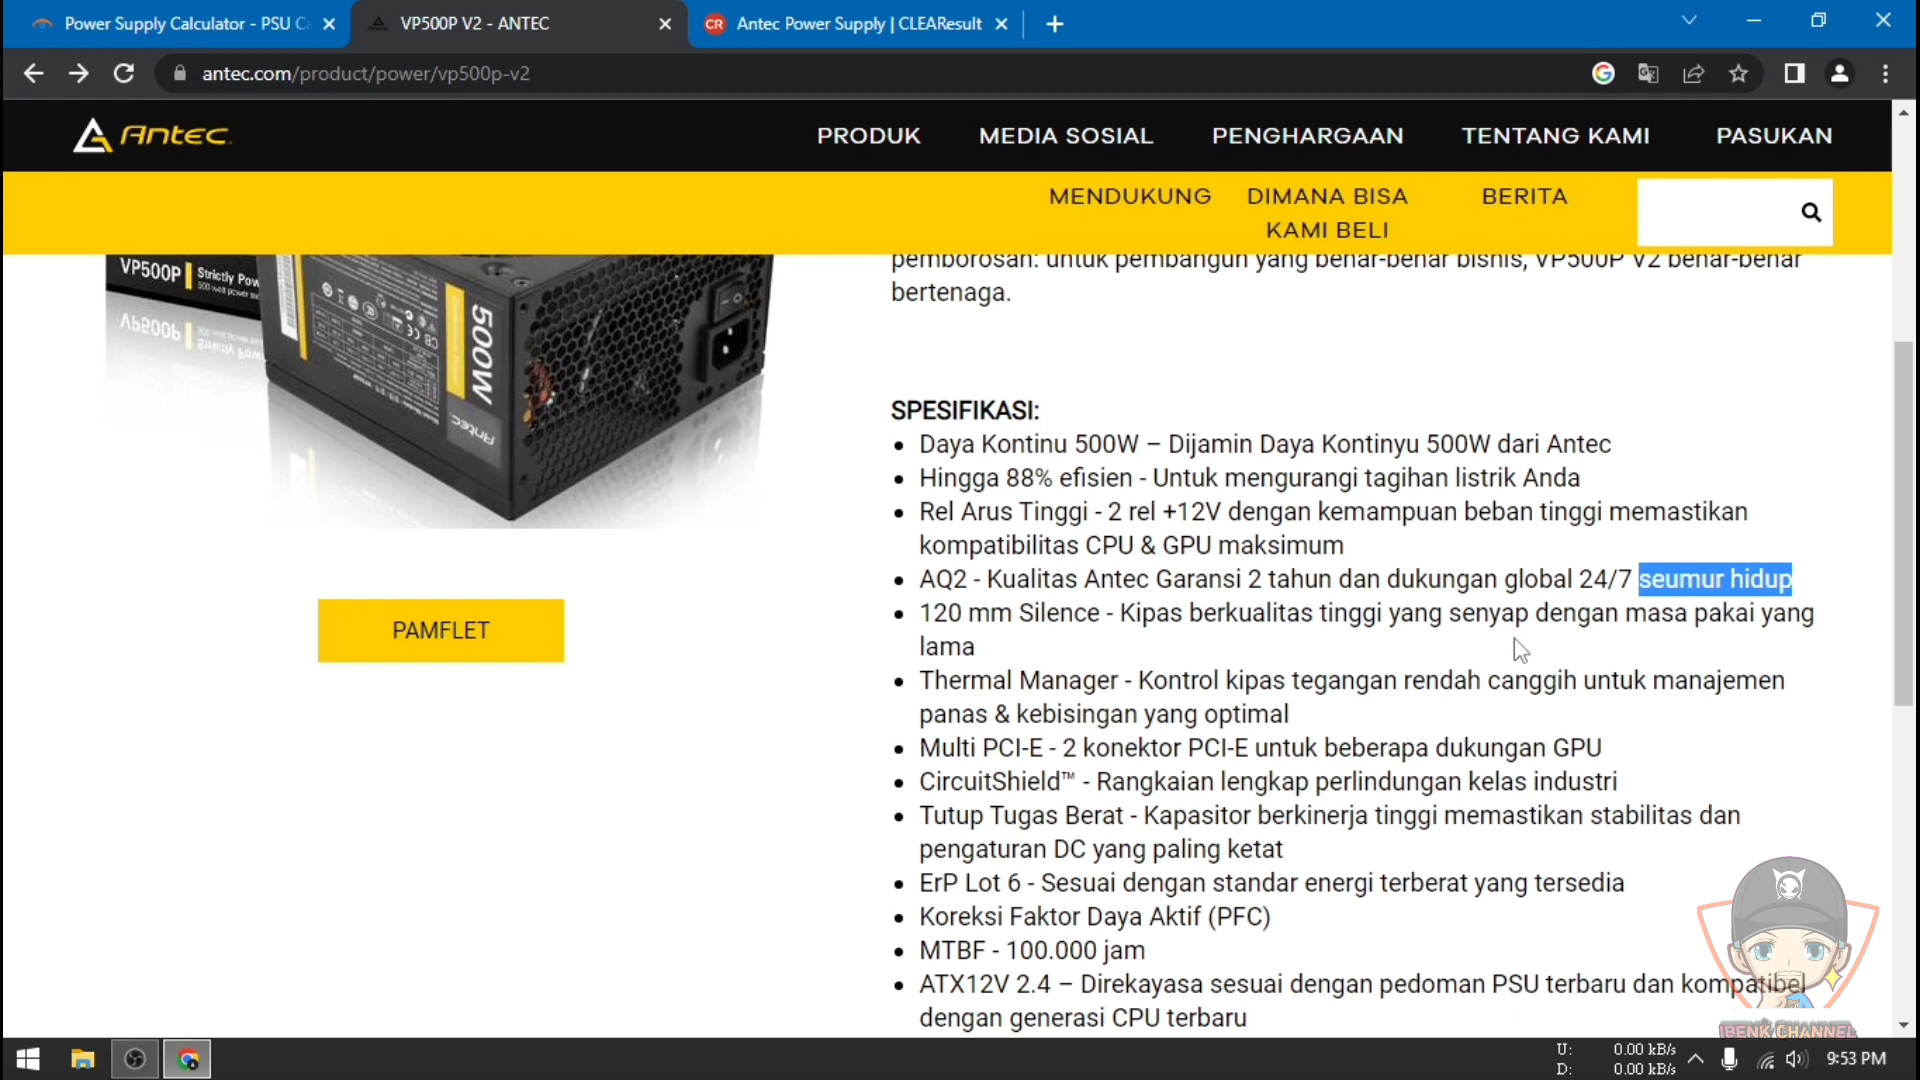 Power Supply Calculator - PSU Ca
VP500P V2 - ANTEC
CR
Antec Power Supply | CLEAResult
antec.com/product/power/vp500p-v2
Antec
PRODUK
MEDIA SOSIAL
PENGHARGAAN
TENTANG KAMI
PASUKAN
MENDUKUNG
DIMANA BISA
KAMI BELI
BERITA
pemborosan: untuk pembangun yang benar-benar bisnis, VP500P V2 benar-benar
bertenaga.
VP500P
Strictly Pow
VP500P
500W
Antec
PAMFLET
SPESIFIKASI:
• Daya Kontinu 500W – Dijamin Daya Kontinyu 500W dari Antec
• Hingga 88% efisien - Untuk mengurangi tagihan listrik Anda
• Rel Arus Tinggi - 2 rel +12V dengan kemampuan beban tinggi memastikan
kompatibilitas CPU & GPU maksimum
• AQ2 - Kualitas Antec Garansi 2 tahun dan dukungan global 24/7 seumur hidup
• 120 mm Silence - Kipas berkualitas tinggi yang senyap dengan masa pakai yang
lama
• Thermal Manager - Kontrol kipas tegangan rendah canggih untuk manajemen
panas & kebisingan yang optimal
• Multi PCI-E - 2 konektor PCI-E untuk beberapa dukungan GPU
• CircuitShield™ - Rangkaian lengkap perlindungan kelas industri
• Tutup Tugas Berat - Kapasitor berkinerja tinggi memastikan stabilitas dan
pengaturan DC yang paling ketat
• ErP Lot 6 - Sesuai dengan standar energi terberat yang tersedia
• Koreksi Faktor Daya Aktif (PFC)
• MTBF - 100.000 jam
• ATX12V 2.4 – Direkayasa sesuai dengan pedoman PSU terbaru dan kompatibel
dengan generasi CPU terbaru
IBENK CHANNEL
U: 0.00 kB/s
D: 0.00 kB/s
9:53 PM